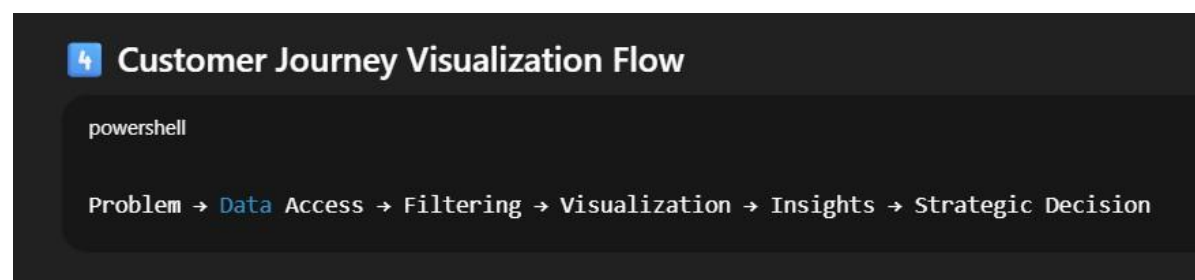 4️⃣ Customer Journey Visualization Flow
powershell
Problem → Data Access → Filtering → Visualization → Insights → Strategic Decision